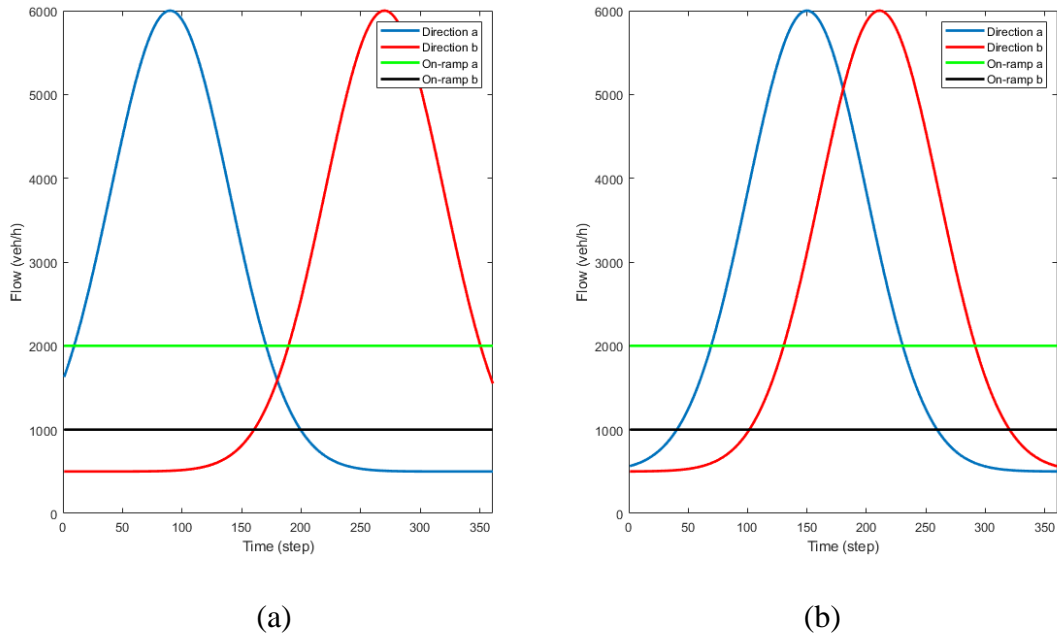 6000
5000
4000
3000
2000
1000
0
Flow (veh/h)
0 50 100 150 200 250 300 350
Time (step)
Direction a
Direction b
On-ramp a
On-ramp b
(a)
6000
5000
4000
3000
2000
1000
0
Flow (veh/h)
0 50 100 150 200 250 300 350
Time (step)
Direction a
Direction b
On-ramp a
On-ramp b
(b)